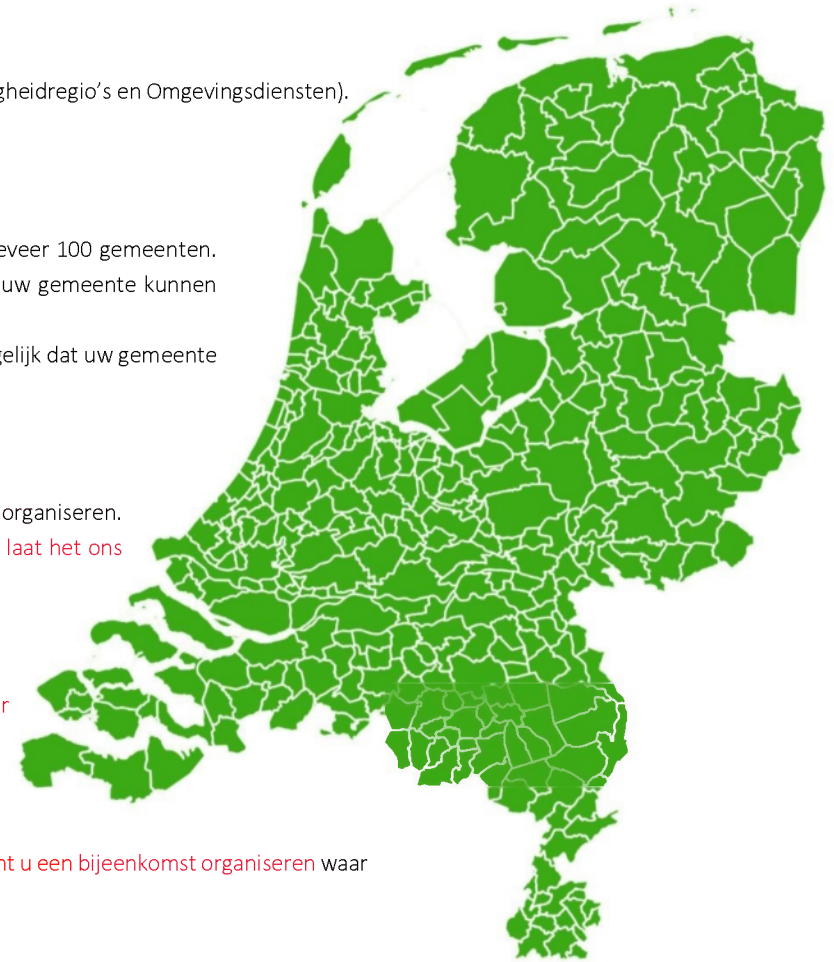 gheidregio's en Omgevingsdiensten).
eveer 100 gemeenten.
uw gemeente kunnen
gelijk dat uw gemeente
organiseren.
laat het ons
r
nt u een bijeenkomst organiseren waar